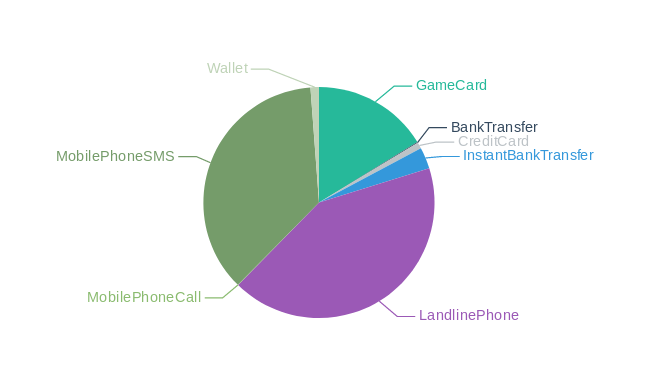 Wallet
GameCard
BankTransfer
CreditCard
InstantBankTransfer
MobilePhoneSMS
MobilePhoneCall
LandlinePhone